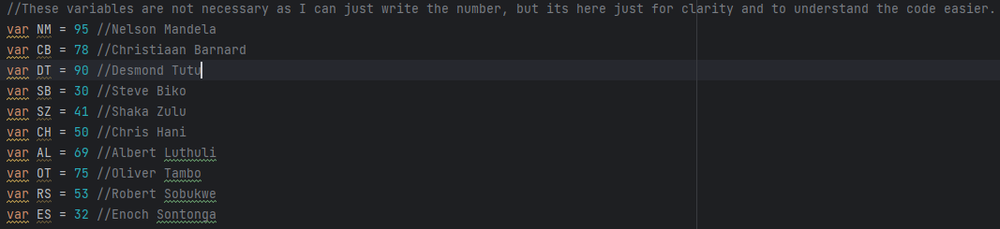 //These variables are not necessary as I can just write the number, but its here just for clarity and to understand the code easier.
var NM = 95 //Nelson Mandela
var CB = 78 //Christiaan Barnard
var DT = 90 //Desmond Tutu
var SB = 30 //Steve Biko
var SZ = 41 //Shaka Zulu
var CH = 50 //Chris Hani
var AL = 69 //Albert Luthuli
var OT = 75 //Oliver Tambo
var RS = 53 //Robert Sobukwe
var ES = 32 //Enoch Sontonga